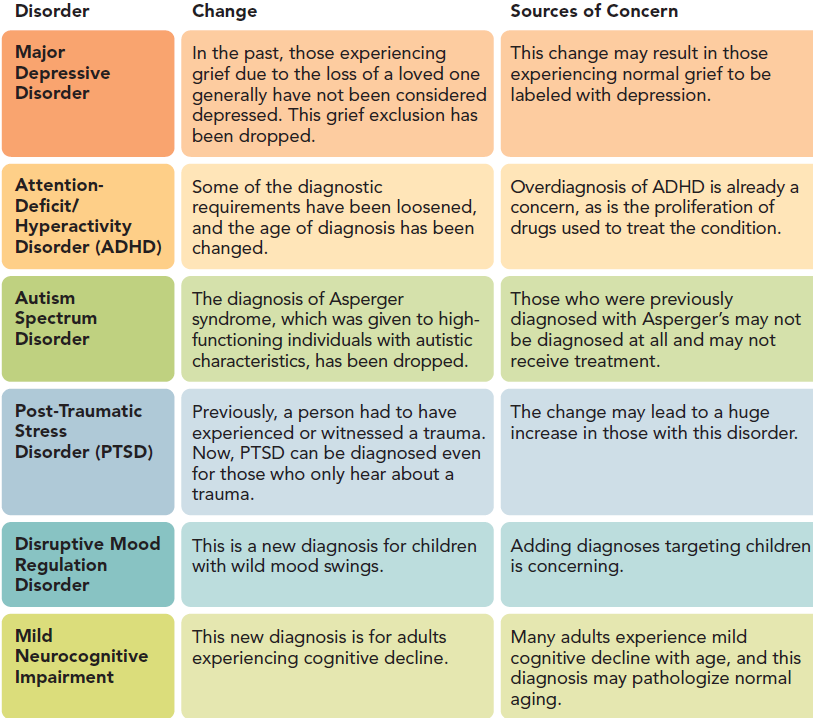 Disorder
Change
Sources of Concern
Major
Depressive
Disorder
In the past, those experiencing
grief due to the loss of a loved one
generally have not been considered
depressed. This grief exclusion has
been dropped.
This change may result in those
experiencing normal grief to be
labeled with depression.
Attention-
Deficit/
Hyperactivity
Disorder (ADHD)
Some of the diagnostic
requirements have been loosened,
and the age of diagnosis has been
changed.
Overdiagnosis of ADHD is already a
concern, as is the proliferation of
drugs used to treat the condition.
Autism
Spectrum
Disorder
The diagnosis of Asperger
syndrome, which was given to high-
functioning individuals with autistic
characteristics, has been dropped.
Those who were previously
diagnosed with Asperger’s may not
be diagnosed at all and may not
receive treatment.
Post-Traumatic
Stress
Disorder (PTSD)
Previously, a person had to have
experienced or witnessed a trauma.
Now, PTSD can be diagnosed even
for those who only hear about a
trauma.
The change may lead to a huge
increase in those with this disorder.
Disruptive Mood
Regulation
Disorder
This is a new diagnosis for children
with wild mood swings.
Adding diagnoses targeting children
is concerning.
Mild
Neurocognitive
Impairment
This new diagnosis is for adults
experiencing cognitive decline.
Many adults experience mild
cognitive decline with age, and this
diagnosis may pathologize normal
aging.